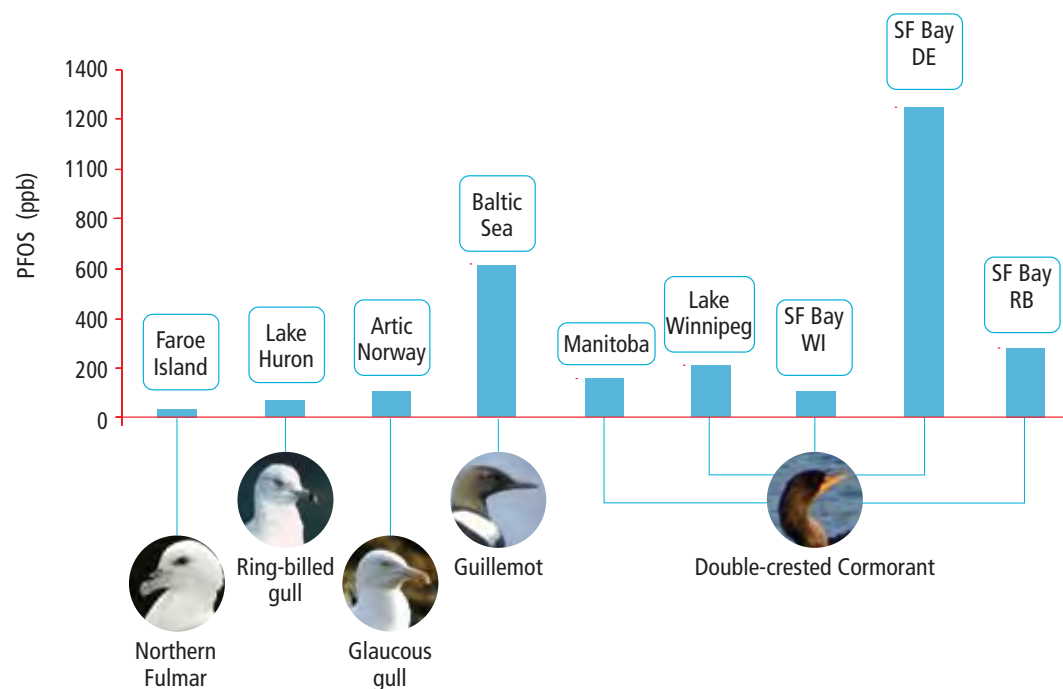 PFOS (ppb)
1400
1200
1100
800
600
400
200
0
Faroe
Island
Lake
Huron
Artic
Norway
Baltic
Sea
Manitoba
Lake
Winnipeg
SF Bay
WI
SF Bay
DE
SF Bay
RB
Northern
Fulmar
Ring-billed
gull
Glaucous
gull
Guillemot
Double-crested Cormorant